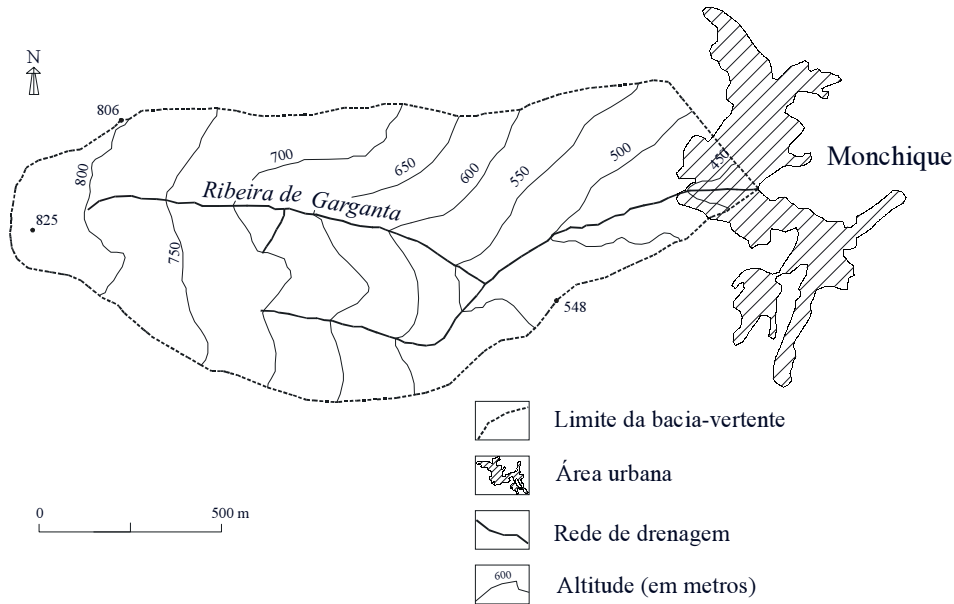 N
806
800
825
700
650
600
550
500
450
Monchique
Ribeira de Garganta
750
548
Limite da bacia-vertente
Área urbana
0 500 m
Rede de drenagem
600
Altitude (em metros)